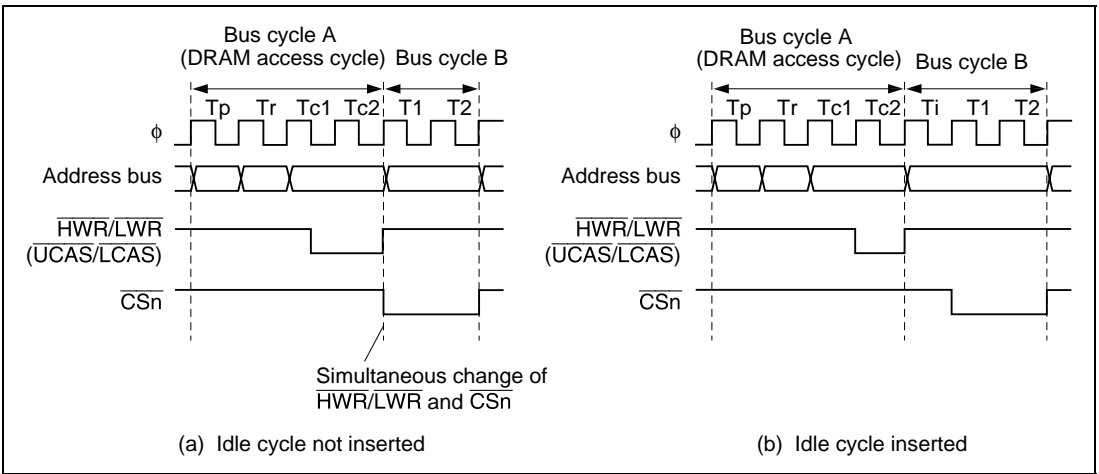 Bus cycle A
(DRAM access cycle) Bus cycle B
Tp Tr Tc1 Tc2 T1 T2
φ
Address bus
HWR/LWR
(UCAS/LCAS)
CSn
Simultaneous change of
HWR/LWR and CSn
(a) Idle cycle not inserted
Bus cycle A
(DRAM access cycle) Bus cycle B
Tp Tr Tc1 Tc2 Ti T1 T2
φ
Address bus
HWR/LWR
(UCAS/LCAS)
CSn
(b) Idle cycle inserted